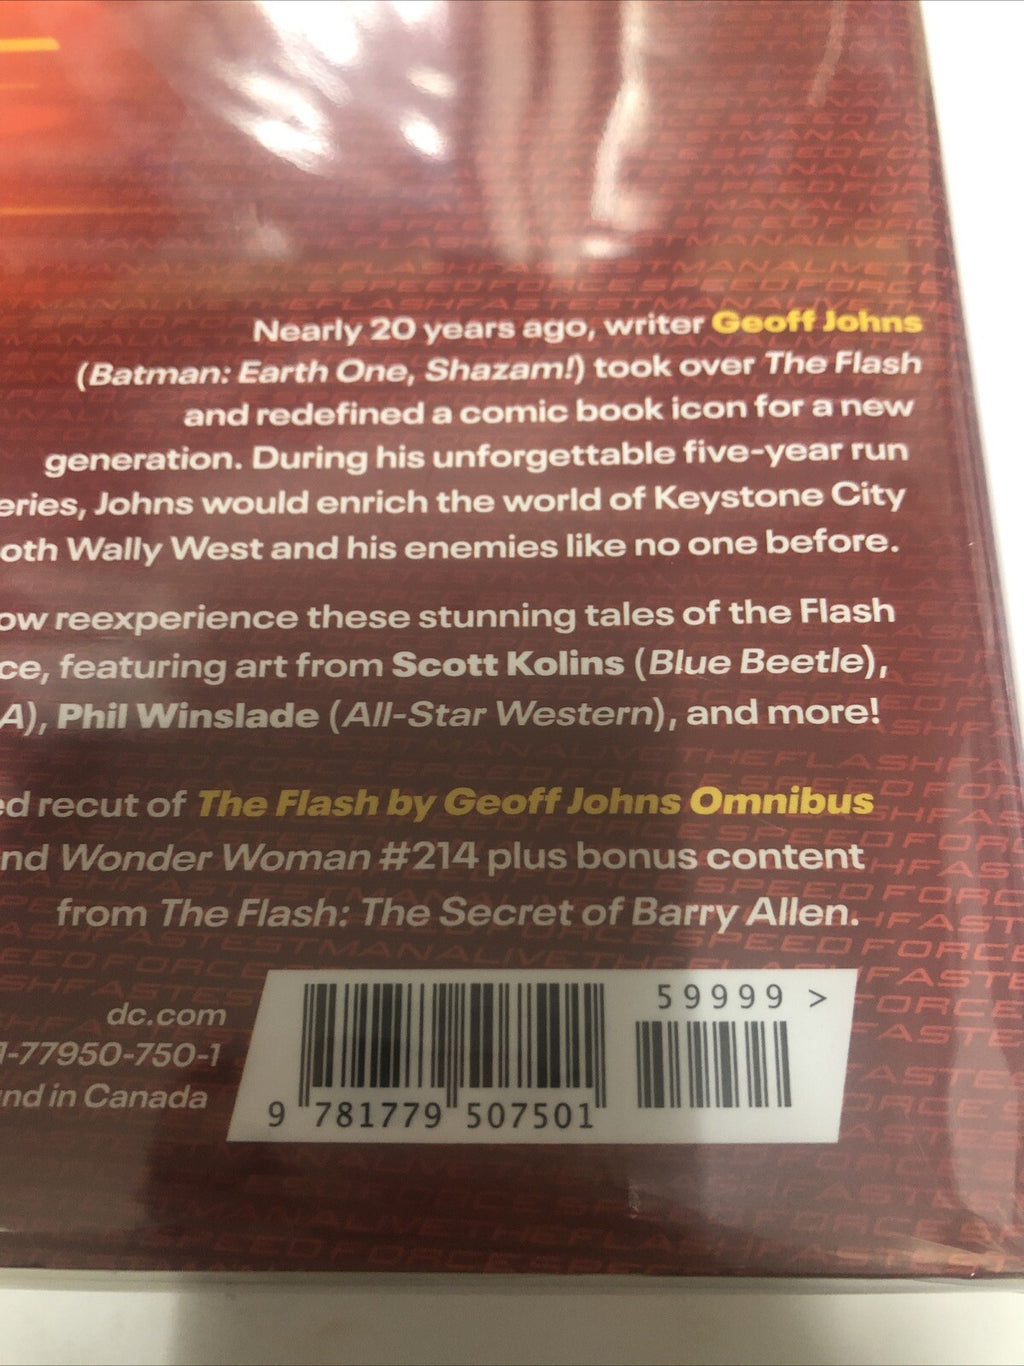 Nearly 20 years ago, writer Geoff Johns
(Batman: Earth One, Shazam!) took over The Flash
and redefined a comic book icon for a new
generation. During his unforgettable five-year run
eries, Johns would enrich the world of Keystone City
oth Wally West and his enemies like no one before.
ow reexperience these stunning tales of the Flash
ce, featuring art from Scott Kolins (Blue Beetle),
A), Phil Winslade (All-Star Western), and more!
ed recut of The Flash by Geoff Johns Omnibus
nd Wonder Woman #214 plus bonus content
from The Flash: The Secret of Barry Allen.
dc.com
1-77950-750-1
nd in Canada
59999 >
9 781779 507501